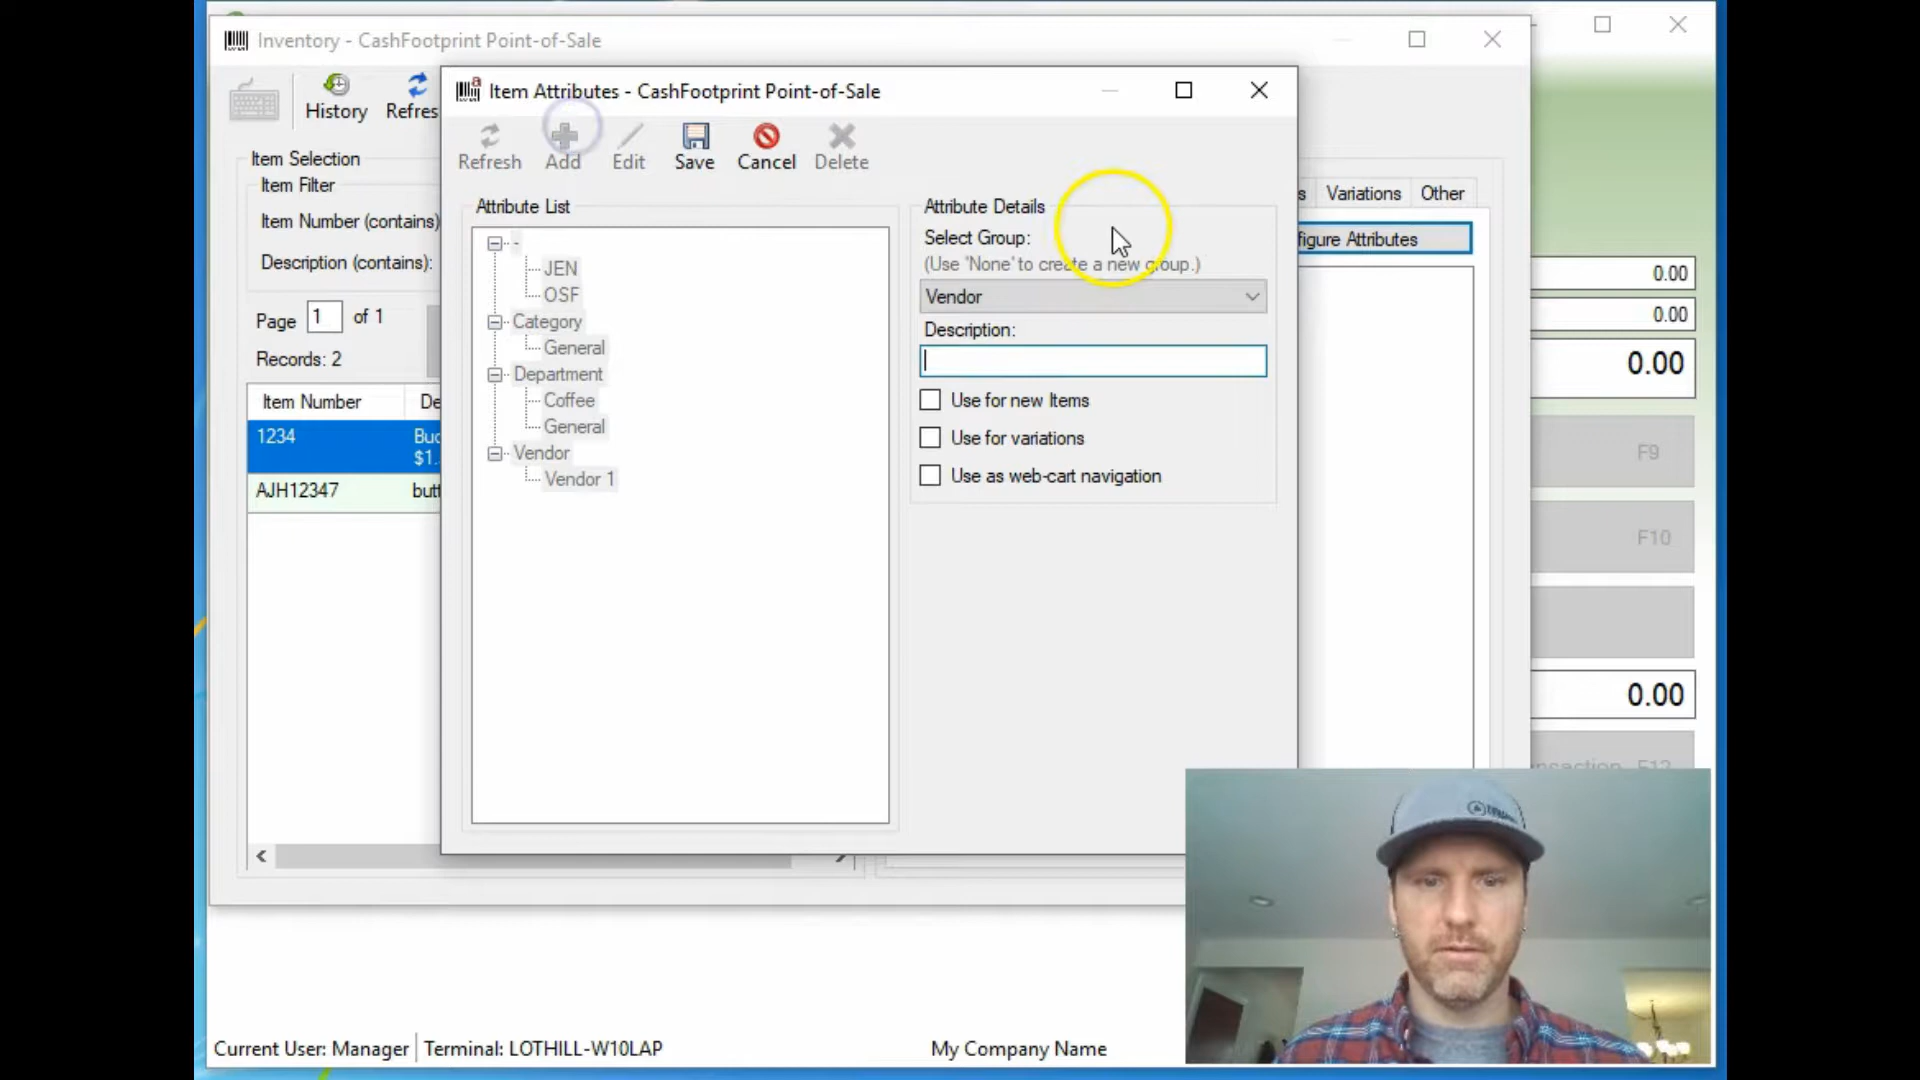 Inventory - CashFootprint Point-of-Sale
History
Refres
Item Selection
Item Filter
Item Number (contains)
Description (contains):
Page 1 of 1
Records: 2
Item Number
De
1234
Buc
$1.
AJH12347
butt
Item Attributes - CashFootprint Point-of-Sale
Refresh
Add
Edit
Save
Cancel
Delete
Attribute List
-
JEN
OSF
Category
General
Department
Coffee
General
Vendor
Vendor 1
Attribute Details
Select Group:
(Use 'None' to create a new group.)
Vendor
Description:
Use for new Items
Use for variations
Use as web-cart navigation
s
Variations
Other
figure Attributes
0.00
0.00
0.00
F9
F10
0.00
Current User: Manager
Terminal: LOTHILL-W10LAP
My Company Name